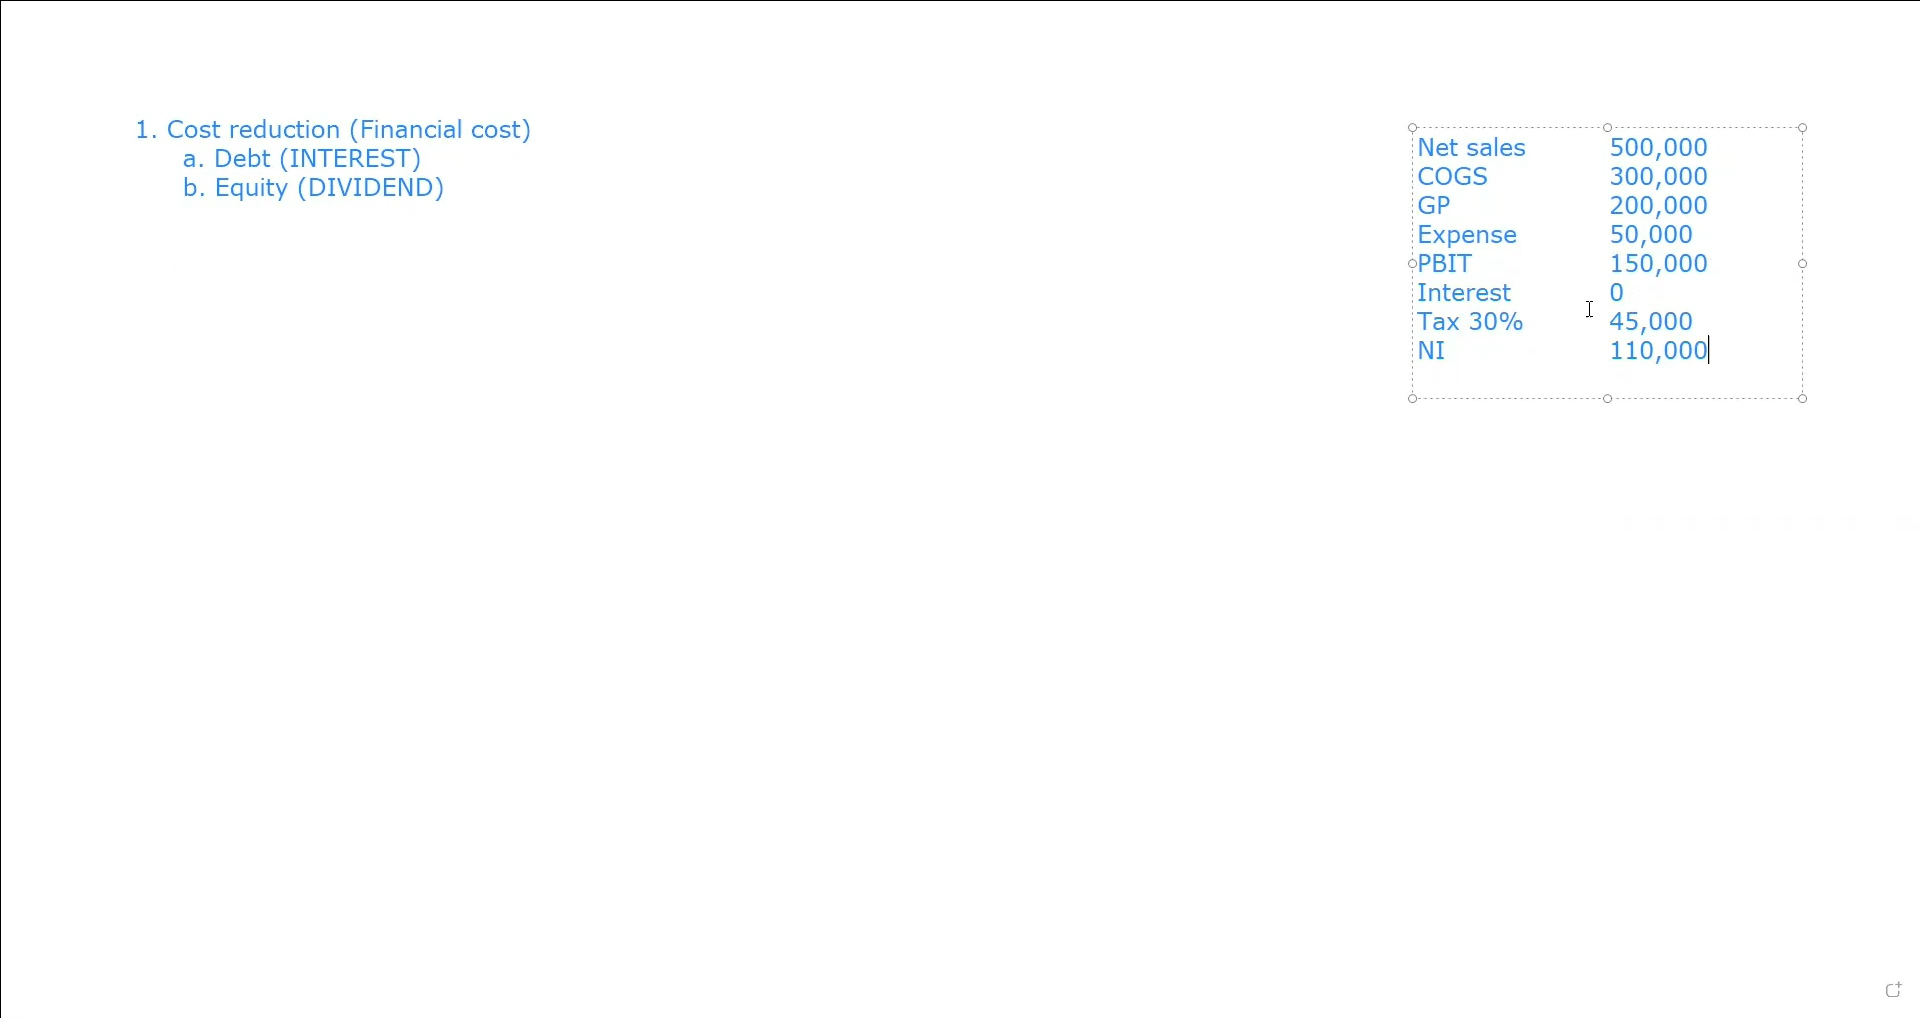 1. Cost reduction (Financial cost)
a. Debt (INTEREST)
b. Equity (DIVIDEND)
Net sales 500,000
COGS 300,000
GP 200,000
Expense 50,000
PBIT 150,000
Interest 0
Tax 30% 45,000
NI 110,000